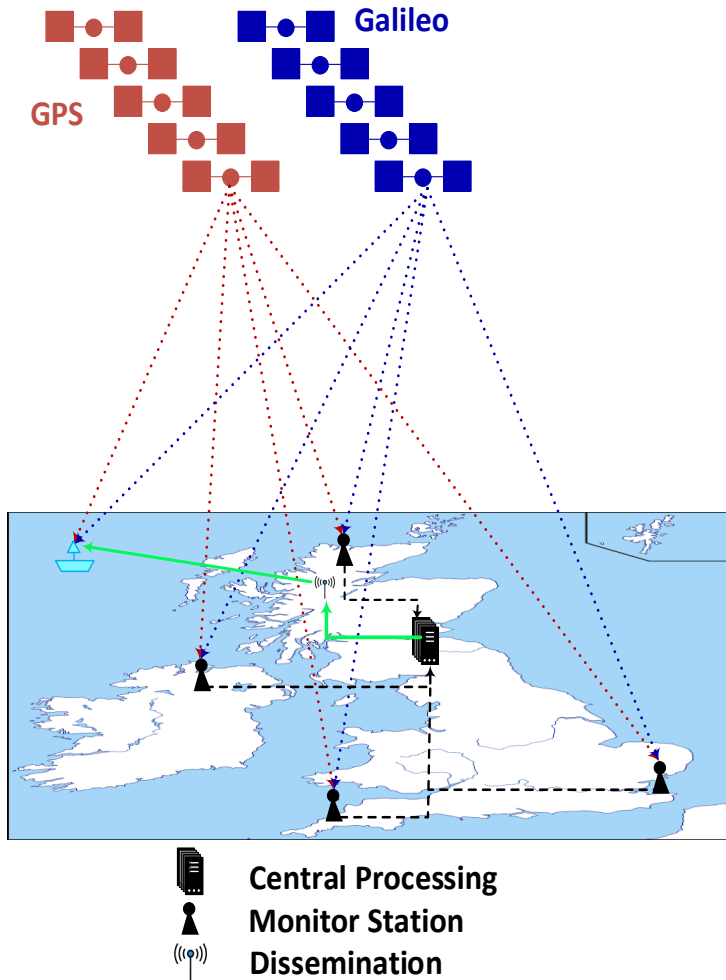 Galileo
GPS
Central Processing
Monitor Station
Dissemination